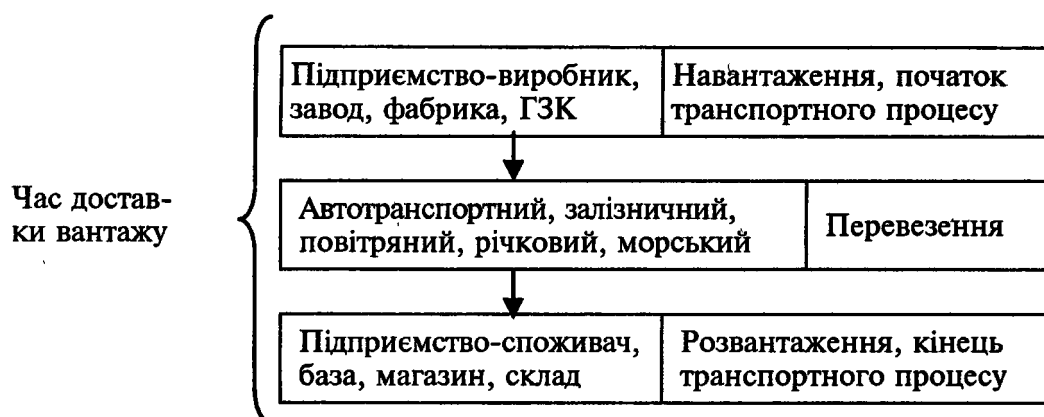 Підприємство-виробник,
завод, фабрика, ГЗК
Навантаження, початок
транспортного процесу
Час достав-
ки вантажу
Автотранспортний, залізничний,
повітряний, річковий, морський
Перевезення
Підприємство-споживач,
база, магазин, склад
Розвантаження, кінець
транспортного процесу